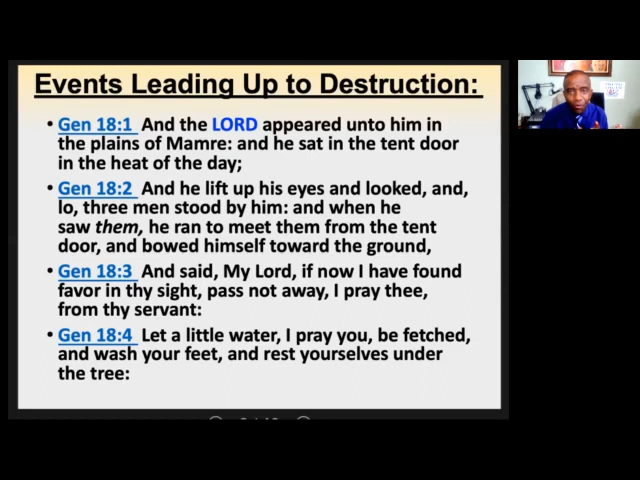 Events Leading Up to Destruction:
• Gen 18:1 And the LORD appeared unto him in
the plains of Mamre: and he sat in the tent door
in the heat of the day;
• Gen 18:2 And he lift up his eyes and looked, and,
lo, three men stood by him: and when he
saw them, he ran to meet them from the tent
door, and bowed himself toward the ground,
• Gen 18:3 And said, My Lord, if now I have found
favor in thy sight, pass not away, I pray thee,
from thy servant:
• Gen 18:4 Let a little water, I pray you, be fetched,
and wash your feet, and rest yourselves under
the tree: